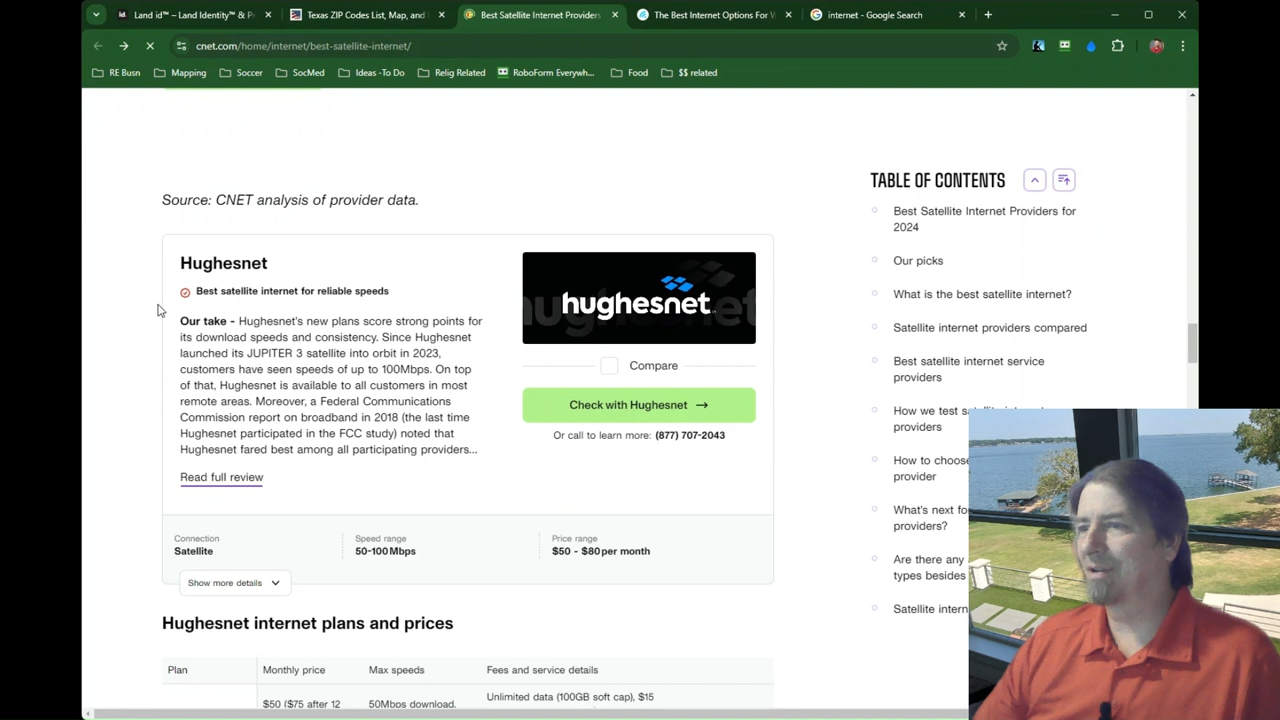 Land id™ – Land Identity™ & Pr
Texas ZIP Codes List, Map, and
Best Satellite Internet Providers
The Best Internet Options For W
internet - Google Search
cnet.com/home/internet/best-satellite-internet/
RE Busn
Mapping
Soccer
SocMed
Ideas -To Do
Relig Related
RoboForm Everywh...
Food
$$ related
Source: CNET analysis of provider data.
Hughesnet
Best satellite internet for reliable speeds
Our take - Hughesnet's new plans score strong points for
its download speeds and consistency. Since Hughesnet
launched its JUPITER 3 satellite into orbit in 2023,
customers have seen speeds of up to 100Mbps. On top
of that, Hughesnet is available to all customers in most
remote areas. Moreover, a Federal Communications
Commission report on broadband in 2018 (the last time
Hughesnet participated in the FCC study) noted that
Hughesnet fared best among all participating providers...
Read full review
hughesnet
Compare
Check with Hughesnet →
Or call to learn more: (877) 707-2043
Connection
Satellite
Speed range
50-100 Mbps
Price range
$50 - $80 per month
Show more details
Hughesnet internet plans and prices
Plan
Monthly price
Max speeds
Fees and service details
$50 ($75 after 12
50Mbps download,
Unlimited data (100GB soft cap), $15
TABLE OF CONTENTS
Best Satellite Internet Providers for
2024
Our picks
What is the best satellite internet?
Satellite internet providers compared
Best satellite internet service
providers
How we test satellite internet
providers
How to choose
provider
What's next fo
providers?
Are there any
types besides
Satellite intern